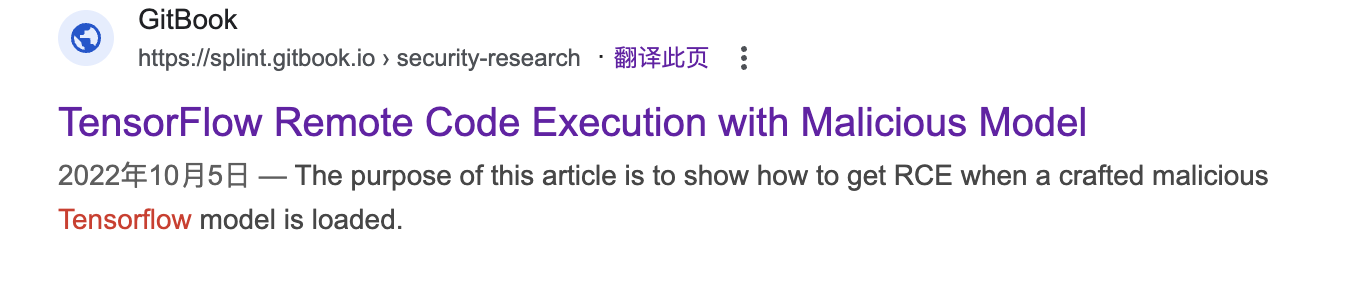 GitBook
https://splint.gitbook.io › security-research · 翻译此页
TensorFlow Remote Code Execution with Malicious Model
2022年10月5日 — The purpose of this article is to show how to get RCE when a crafted malicious
Tensorflow model is loaded.